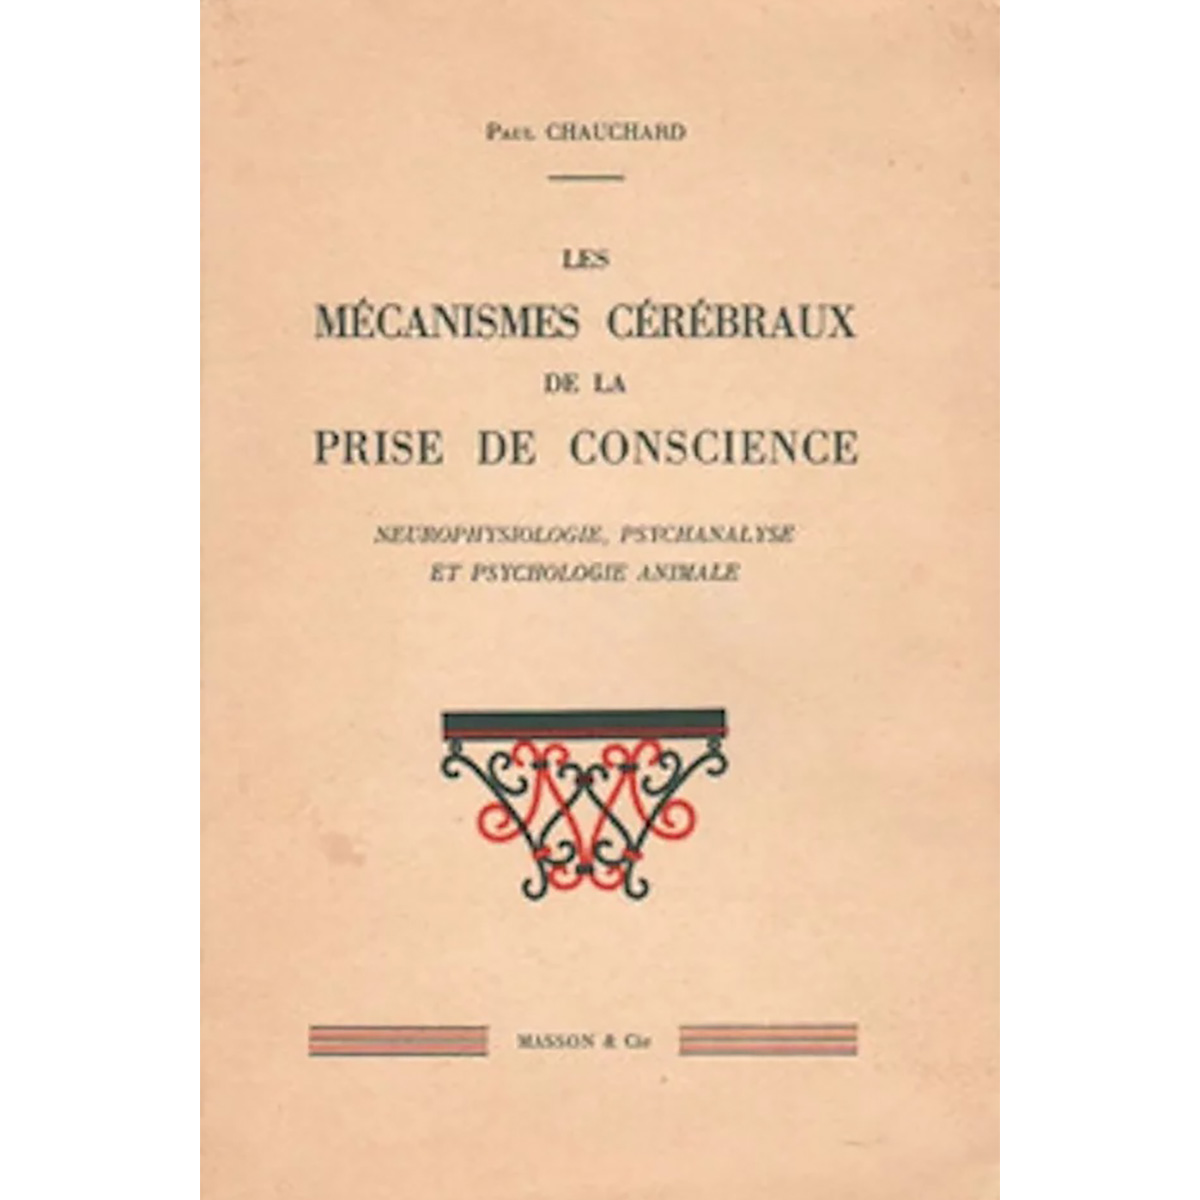 Paul CHAUCHARD
LES
MÉCANISMES CÉRÉBRAUX
DE LA
PRISE DE CONSCIENCE
NEUROPHYSIOLOGIE, PSYCHANALYSE
ET PSYCHOLOGIE ANIMALE
MASSON & Cie